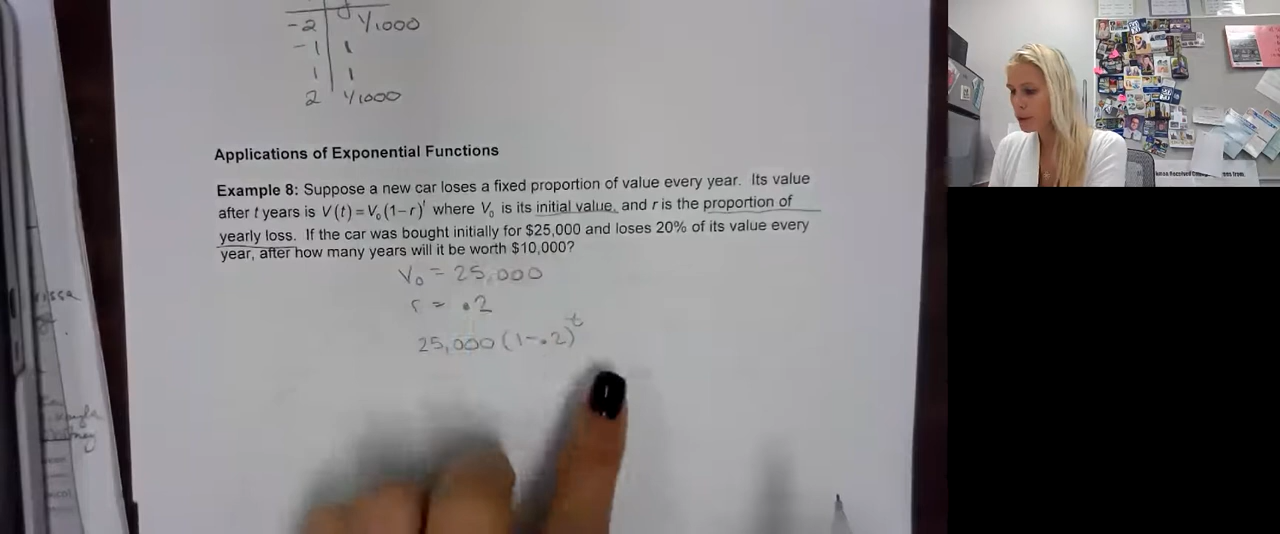 -2 | 1/1000
-1 | 1
1 | 1
2 | 1/1000
Applications of Exponential Functions
Example 8: Suppose a new car loses a fixed proportion of value every year. Its value
after t years is V(t)=V₀(1−r)ᵗ where V₀ is its initial value, and r is the proportion of
yearly loss. If the car was bought initially for $25,000 and loses 20% of its value every
year, after how many years will it be worth $10,000?
V₀ = 25,000
r = .2
25,000 (1-.2)ᵗ